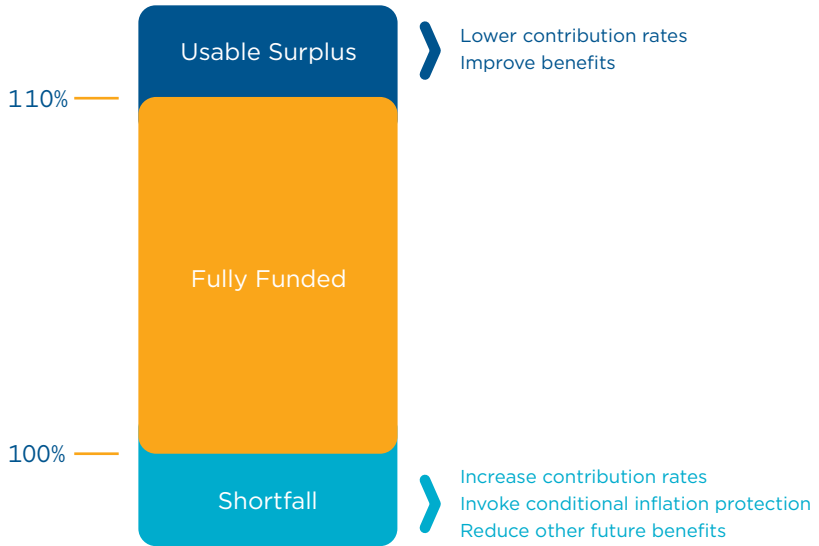 Usable Surplus
Lower contribution rates
Improve benefits
110%
Fully Funded
100%
Shortfall
Increase contribution rates
Invoke conditional inflation protection
Reduce other future benefits